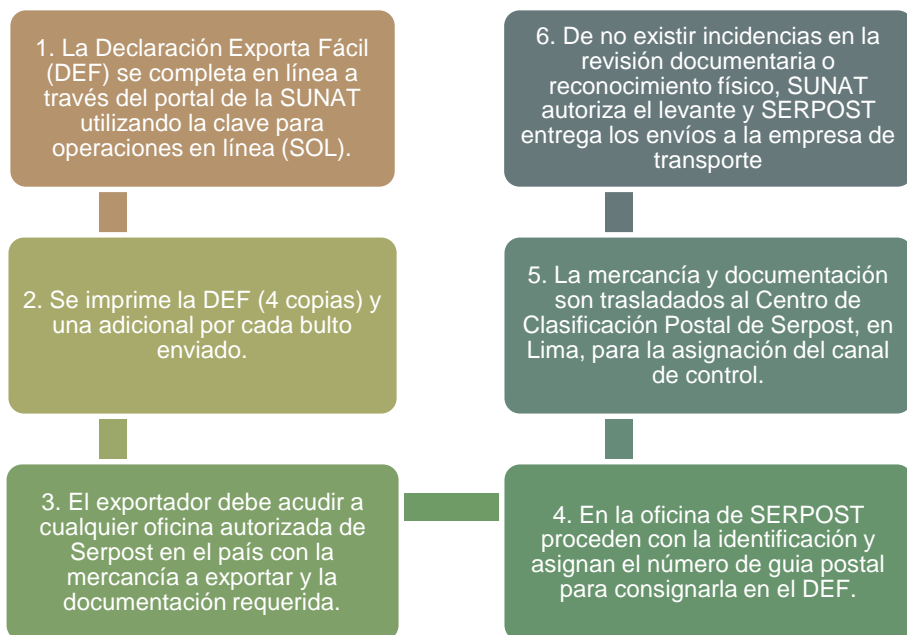 1. La Declaración Exporta Fácil
(DEF) se completa en línea a
través del portal de la SUNAT
utilizando la clave para
operaciones en línea (SOL).
2. Se imprime la DEF (4 copias) y
una adicional por cada bulto
enviado.
3. El exportador debe acudir a
cualquier oficina autorizada de
Serpost en el país con la
mercancía a exportar y la
documentación requerida.
4. En la oficina de SERPOST
proceden con la identificación y
asignan el número de guia postal
para consignarla en el DEF.
5. La mercancía y documentación
son trasladados al Centro de
Clasificación Postal de Serpost, en
Lima, para la asignación del canal
de control.
6. De no existir incidencias en la
revisión documentaria o
reconocimiento físico, SUNAT
autoriza el levante y SERPOST
entrega los envíos a la empresa de
transporte